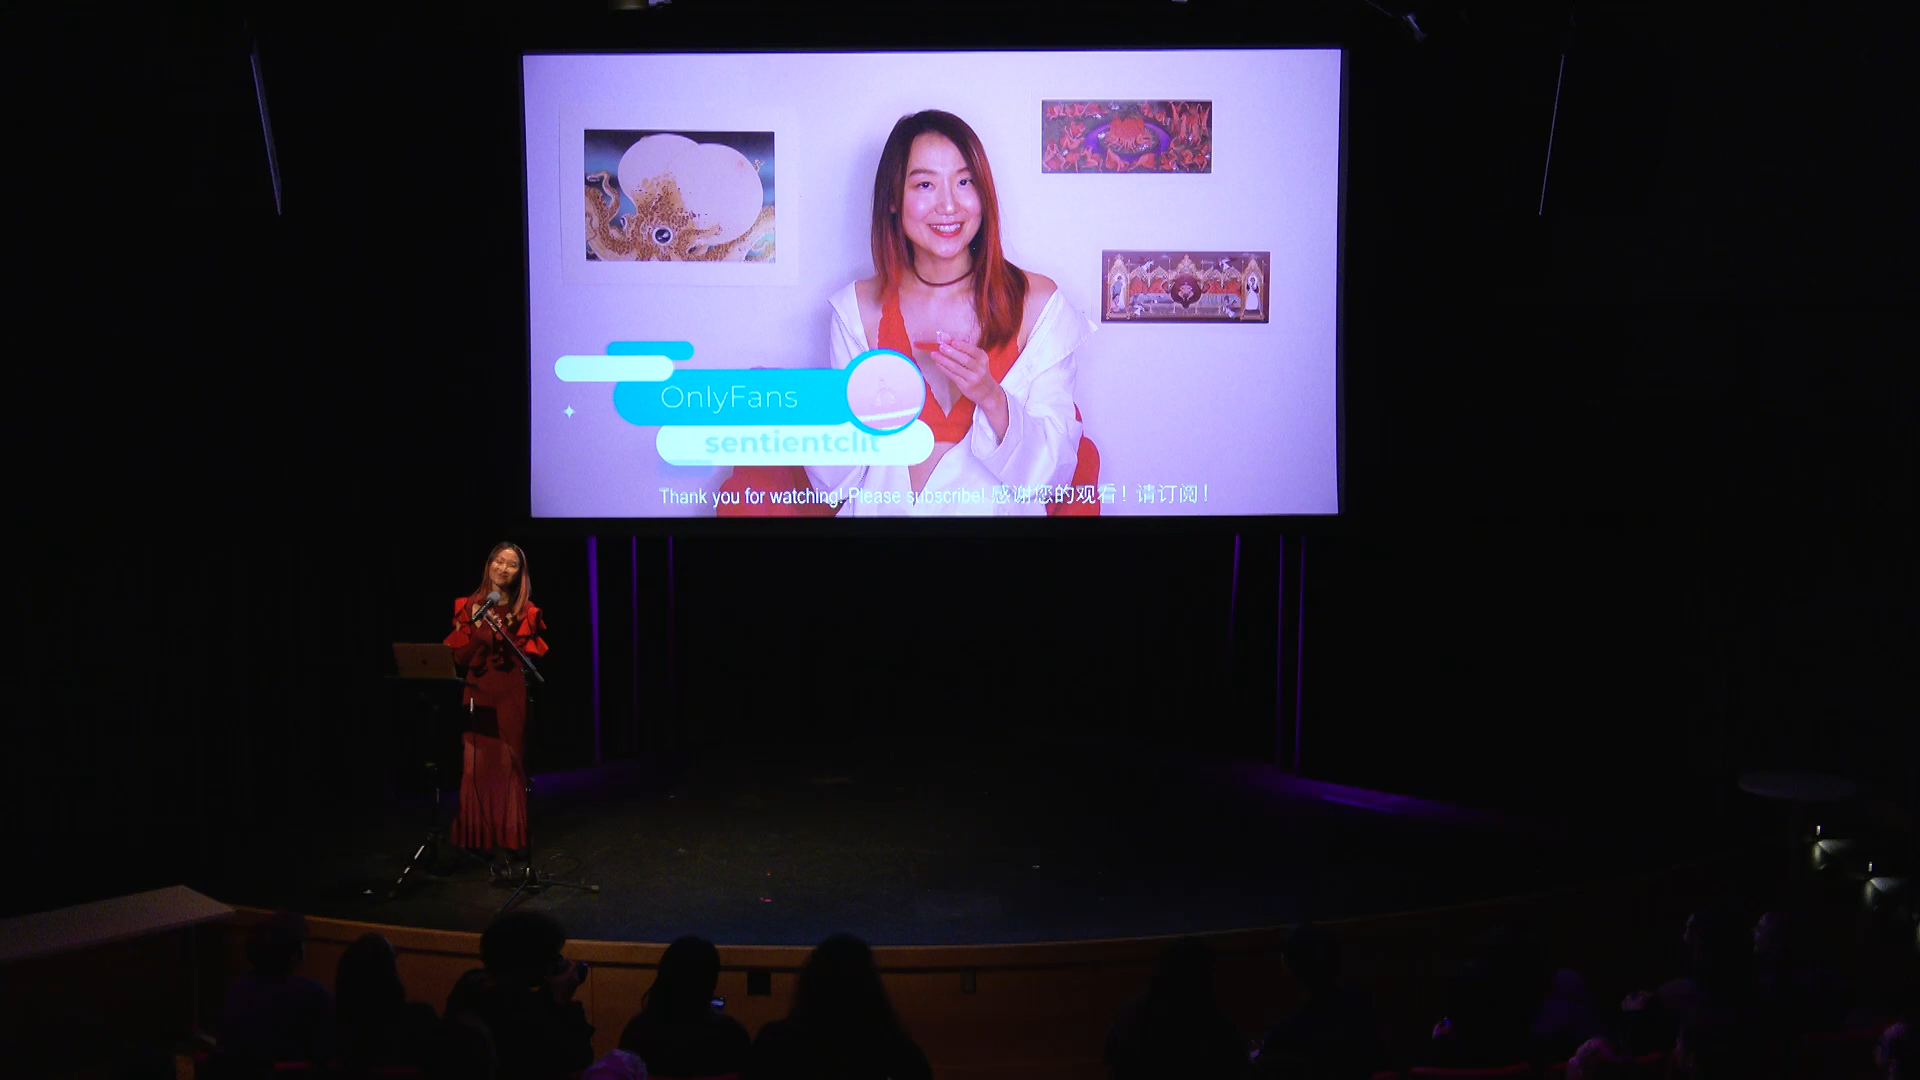 OnlyFans
sentientclit
Thank you for watching! Please subscribe! 感谢您的观看！请订阅！